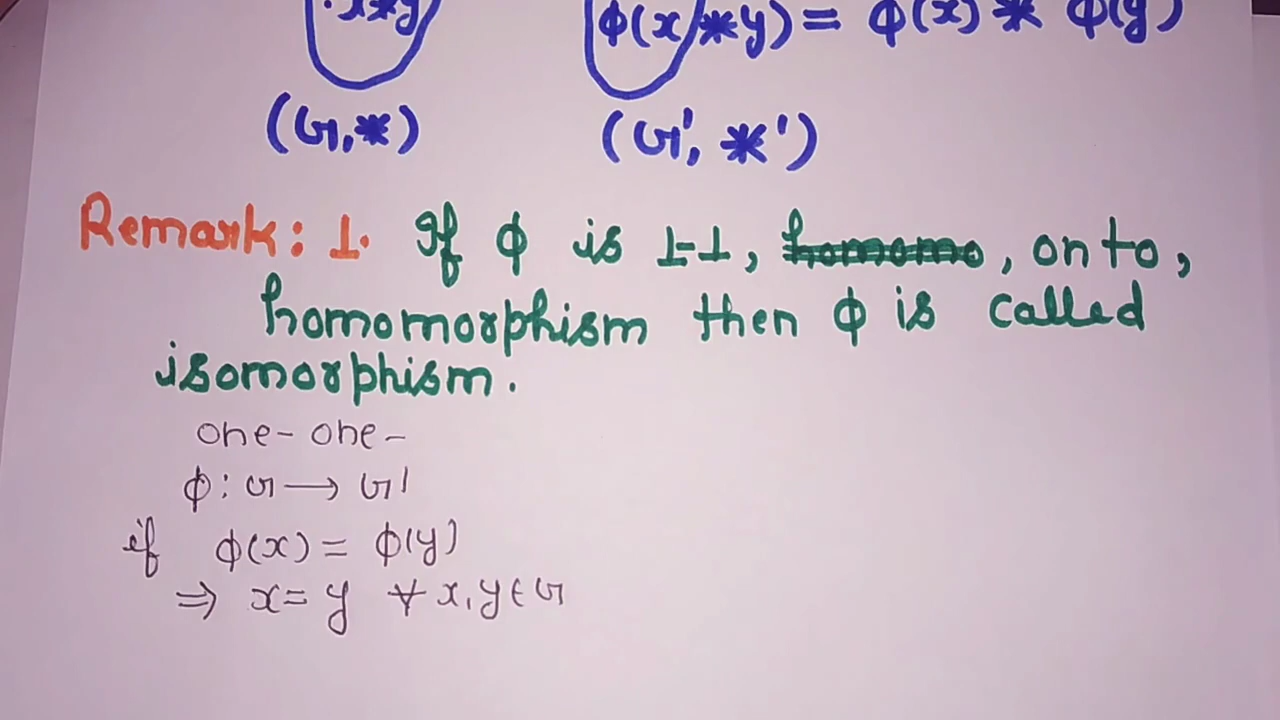 x*y ϕ(x*y) = ϕ(x) * ϕ(y)
(G,*) (G', *')
Remark: 1. If ϕ is 1-1, homomo, onto,
homomorphism then ϕ is called
isomorphism.
one-one-
ϕ: G → G'
if ϕ(x) = ϕ(y)
⇒ x = y ∀ x, y ∈ G